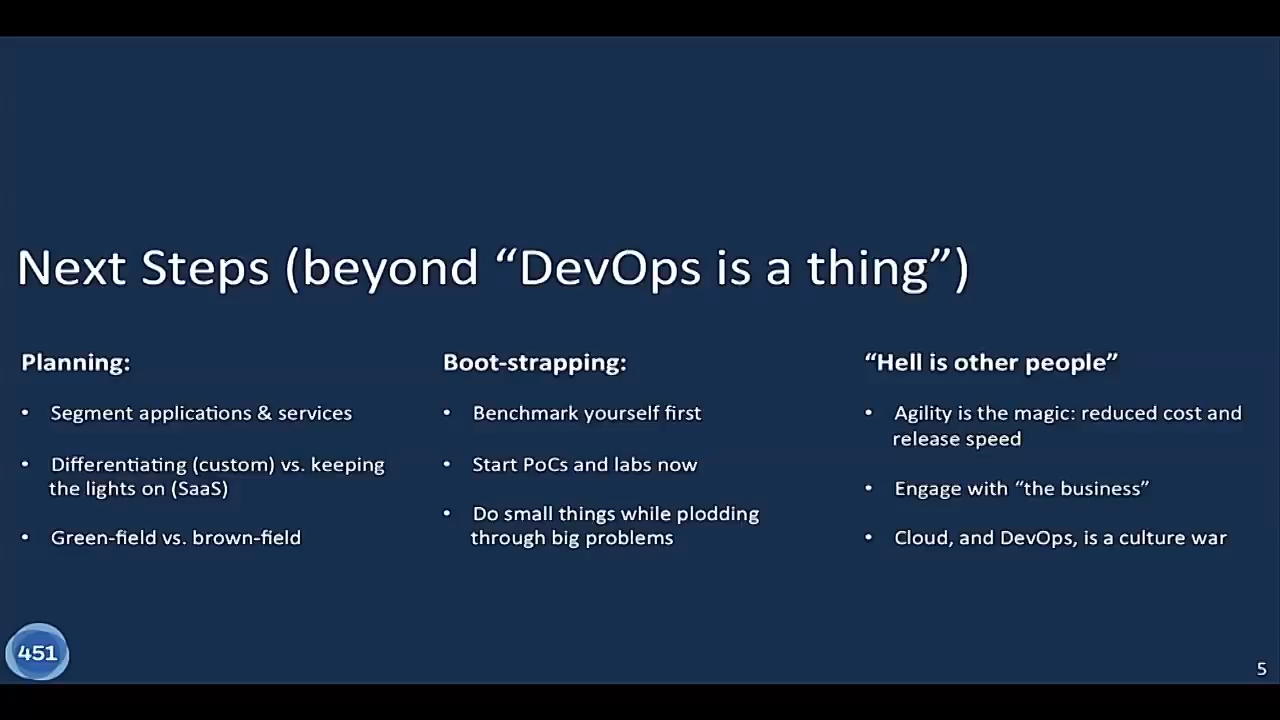 Next Steps (beyond “DevOps is a thing”)
Planning:
• Segment applications & services
• Differentiating (custom) vs. keeping
the lights on (SaaS)
• Green-field vs. brown-field
Boot-strapping:
• Benchmark yourself first
• Start PoCs and labs now
• Do small things while plodding
through big problems
“Hell is other people”
• Agility is the magic: reduced cost and
release speed
• Engage with “the business”
• Cloud, and DevOps, is a culture war
451
5